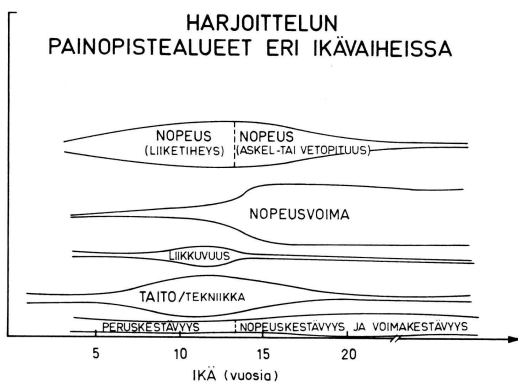 HARJOITTELUN
PAINOPISTEALUEET ERI IKÄVAIHEISSA
NOPEUS
(LIIKETIHEYS)
NOPEUS
(ASKEL-TAI VETOPITUUS)
NOPEUSVOIMA
LIIKKUVUUS
TAITO/TEKNIIKKA
PERUSKESTÄVYYS
NOPEUSKESTÄVYYS, JA VOIMAKESTÄVYYS
5 10 15 20
IKÄ (vuosia)